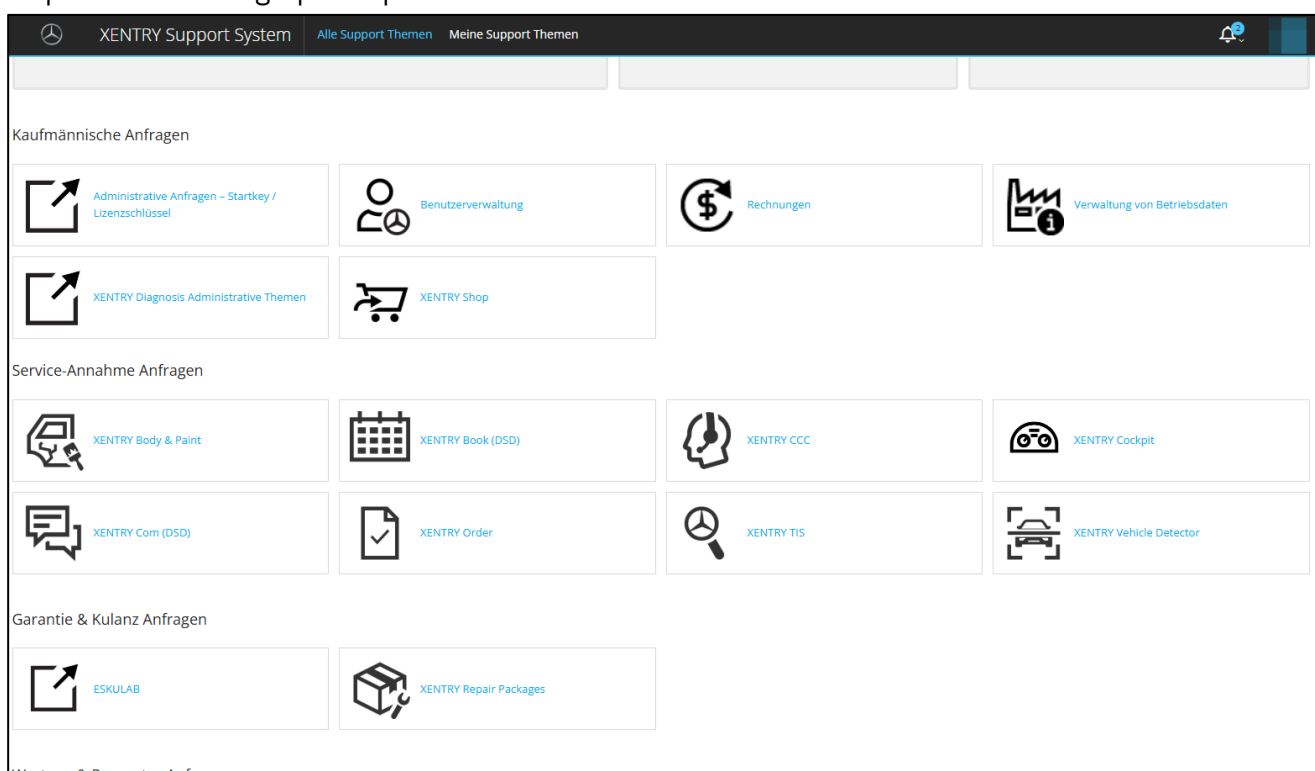 XENTRY Support System
Alle Support Themen
Meine Support Themen
2
Kaufmännische Anfragen
Administrative Anfragen – Startkey /
Lizenzschlüssel
Benutzerverwaltung
Rechnungen
Verwaltung von Betriebsdaten
XENTRY Diagnosis Administrative Themen
XENTRY Shop
Service-Annahme Anfragen
XENTRY Body & Paint
XENTRY Book (DSD)
XENTRY CCC
XENTRY Cockpit
XENTRY Com (DSD)
XENTRY Order
XENTRY TIS
XENTRY Vehicle Detector
Garantie & Kulanz Anfragen
ESKULAB
XENTRY Repair Packages